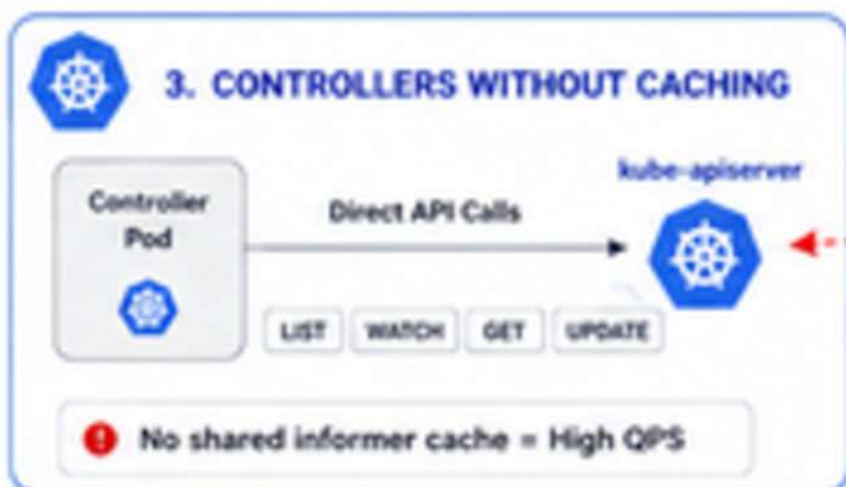 3. CONTROLLERS WITHOUT CACHING
kube-apiserver
Controller
Pod
Direct API Calls
LIST
WATCH
GET
UPDATE
No shared informer cache = High QPS